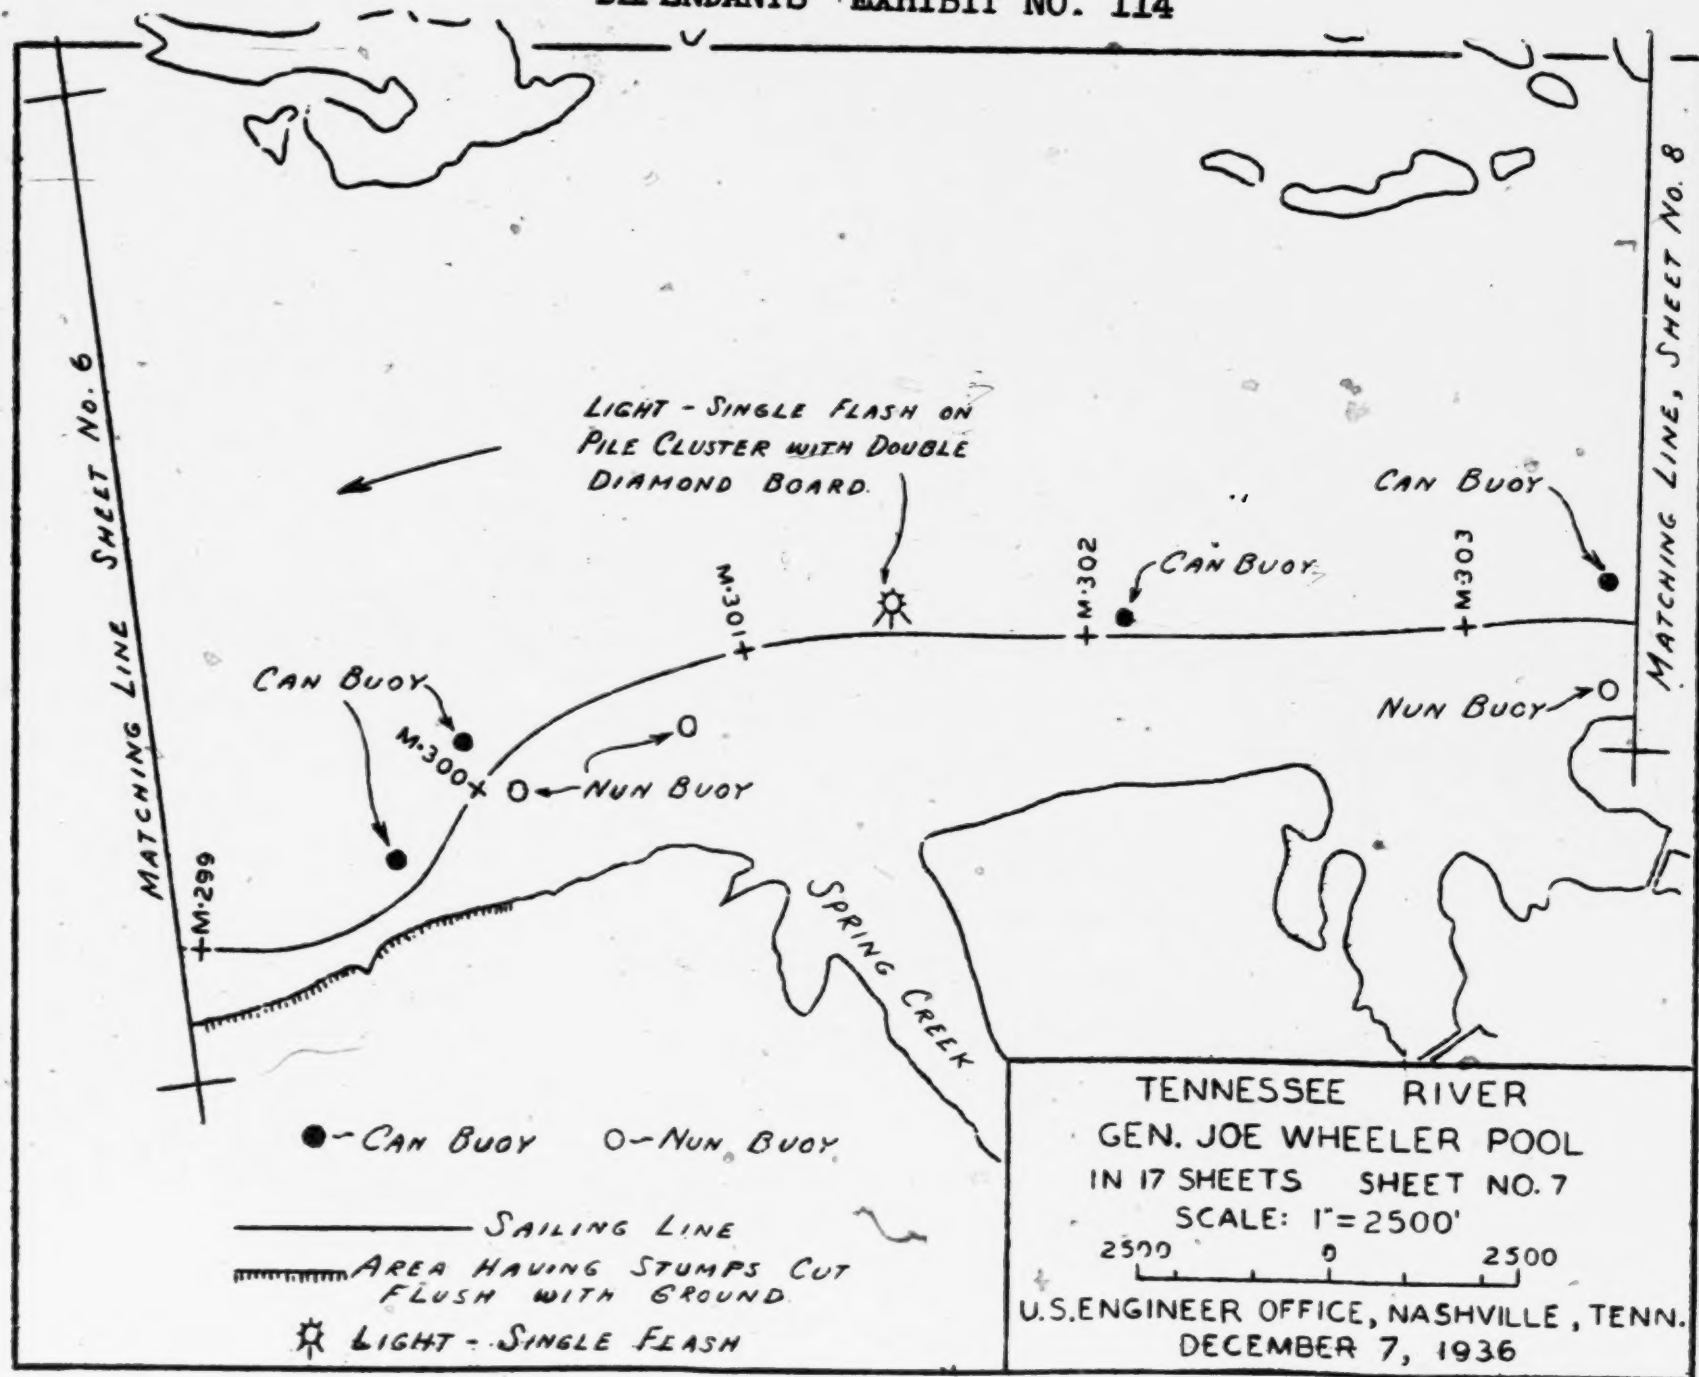 DEFENDANTS EXHIBIT NO. 114
MATCHING LINE SHEET No. 6
MATCHING LINE, SHEET No. 8
LIGHT - SINGLE FLASH ON
PILE CLUSTER WITH DOUBLE
DIAMOND BOARD.
CAN BUOY
CAN BUOY
M·301
M·302
M·303
CAN BUOY
M·300
NUN BUOY
NUN BUOY
M·299
SPRING CREEK
CAN BUOY
NUN BUOY
SAILING LINE
AREA HAVING STUMPS CUT
FLUSH WITH GROUND
LIGHT - SINGLE FLASH
TENNESSEE RIVER
GEN. JOE WHEELER POOL
IN 17 SHEETS SHEET NO. 7
SCALE: 1"=2500'
2500 0 2500
U.S. ENGINEER OFFICE, NASHVILLE, TENN.
DECEMBER 7, 1936